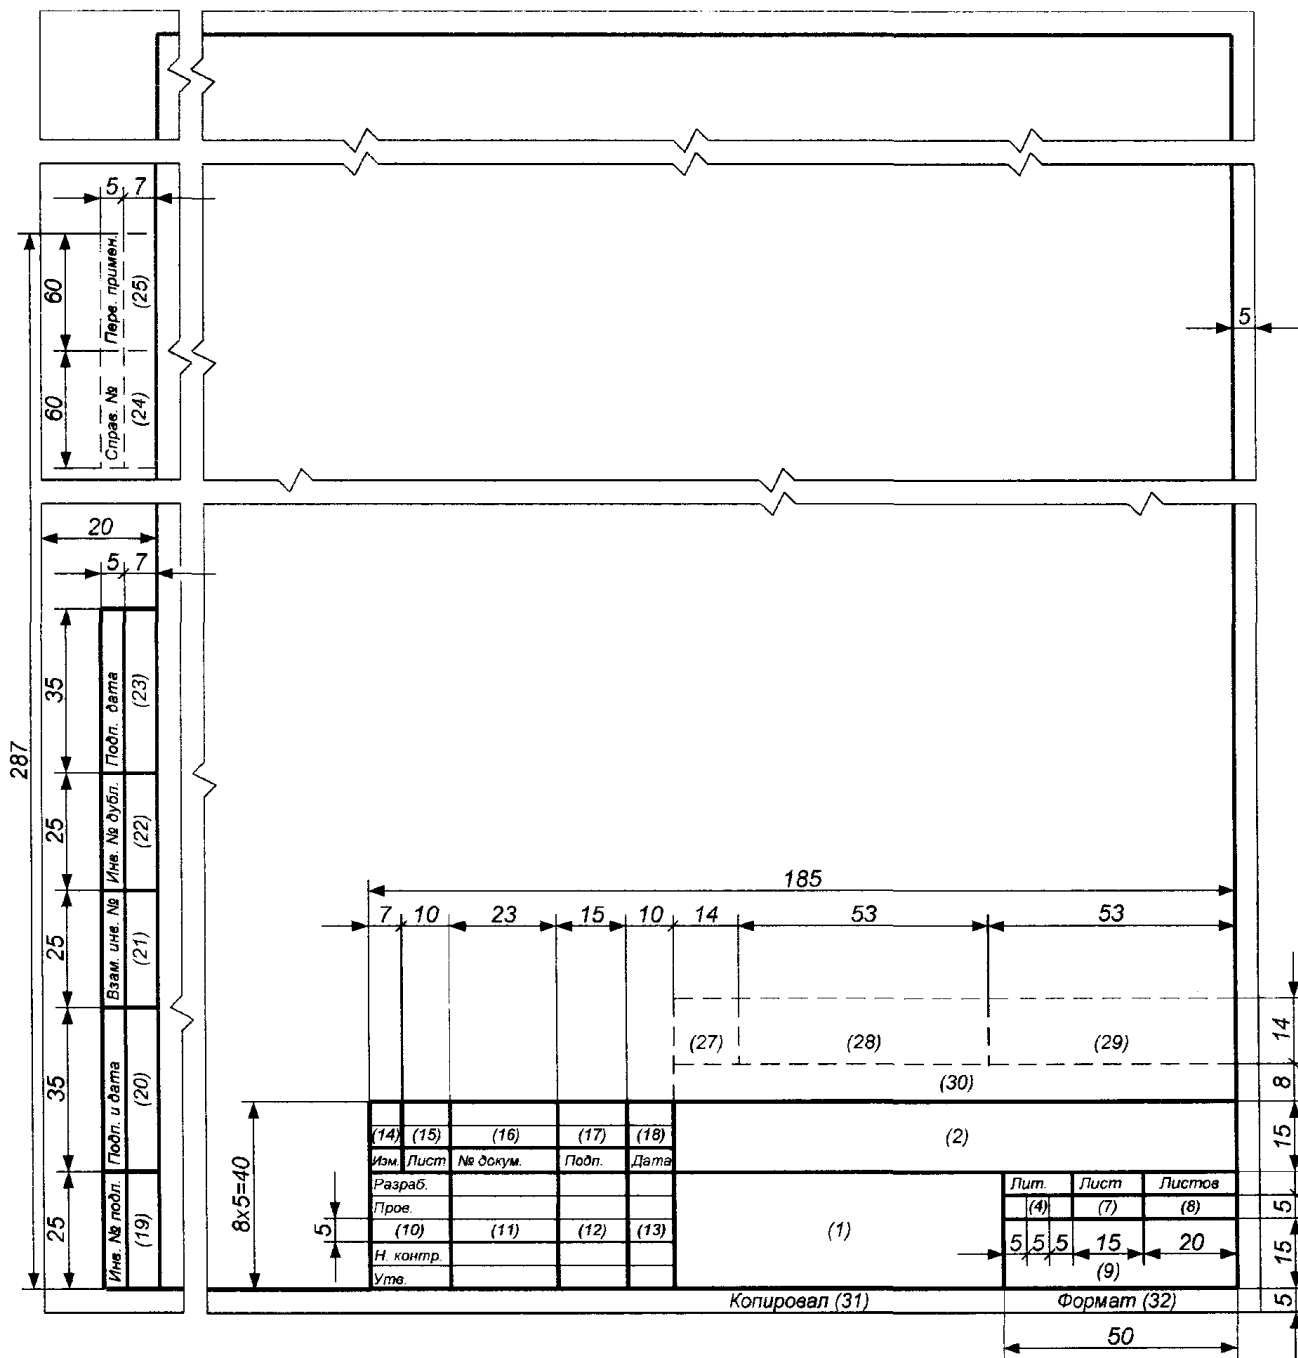 5 7
287
60
Перв. примен.
(25)
60
Справ. №
(24)
5
20
5 7
35
Подп. дата
(23)
25
Инв. № дубл.
(22)
25
Взам. инв. №
(21)
35
Подп. и дата
(20)
25
Инв. № подл.
(19)
185
7 10 23 15 10 14 53 53
(27) (28) (29)
14
(30)
8
8x5=40
(14) (15) (16) (17) (18)
(2)
15
Изм. Лист № докум. Подп. Дата
Разраб.
Лит. Лист Листов
Пров.
(4) (7) (8)
5
5
(10) (11) (12) (13)
(1)
5 5 5 15 20
15
Н. контр.
(9)
Утв.
Копировал (31) Формат (32)
5
50